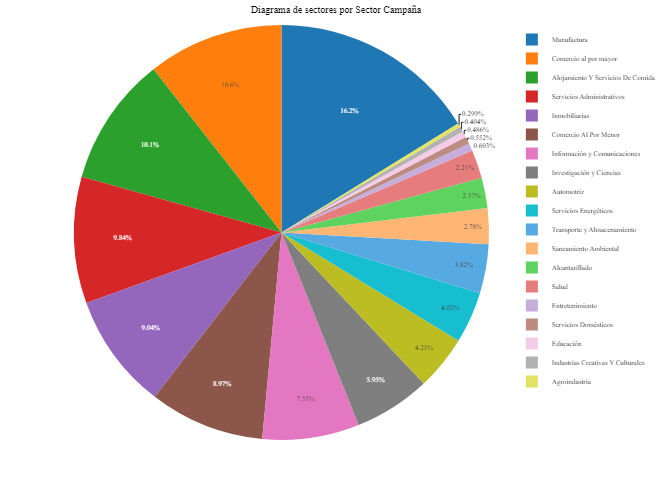 Diagrama de sectores por Sector Campaña
16.2%
10.6%
10.1%
9.84%
9.04%
8.97%
7.55%
5.95%
4.25%
4.02%
3.82%
2.78%
2.37%
2.21%
0.603%
0.552%
0.486%
0.404%
0.299%
Manufactura
Comercio al por mayor
Alojamiento Y Servicios De Comida
Servicios Administrativos
Inmobiliarias
Comercio Al Por Menor
Información y Comunicaciones
Investigación y Ciencias
Automotriz
Servicios Energéticos
Transporte y Almacenamiento
Saneamiento Ambiental
Alcantarillado
Salud
Entretenimiento
Servicios Domésticos
Educación
Industrias Creativas Y Culturales
Agroindustria